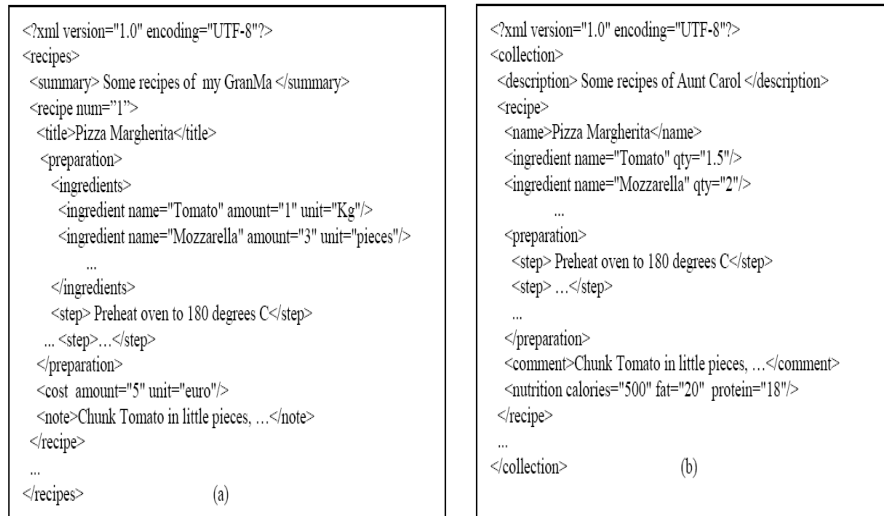 <?xml version="1.0" encoding="UTF-8"?>
<recipes>
<summary> Some recipes of my GranMa </summary>
<recipe num=”1”>
<title>Pizza Margherita</title>
<preparation>
<ingredients>
<ingredient name="Tomato" amount="1" unit="Kg"/>
<ingredient name="Mozzarella" amount="3" unit="pieces"/>
...
</ingredients>
<step> Preheat oven to 180 degrees C</step>
... <step>…</step>
</preparation>
<cost amount="5" unit="euro"/>
<note>Chunk Tomato in little pieces, …</note>
</recipe>
...
</recipes>
(a)
<?xml version="1.0" encoding="UTF-8"?>
<collection>
<description> Some recipes of Aunt Carol </description>
<recipe>
<name>Pizza Margherita</name>
<ingredient name="Tomato" qty="1.5"/>
<ingredient name="Mozzarella" qty="2"/>
...
<preparation>
<step> Preheat oven to 180 degrees C</step>
<step> …</step>
...
</preparation>
<comment>Chunk Tomato in little pieces, …</comment>
<nutrition calories="500" fat="20" protein="18"/>
</recipe>
...
</collection>
(b)